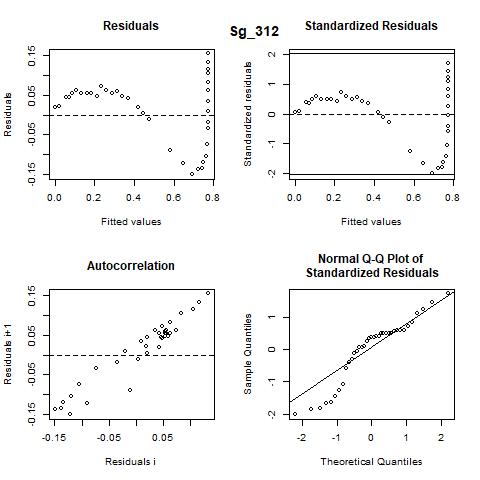 Sg_312
Residuals
Residuals
-0.15 -0.05 0.05 0.15
0.0 0.2 0.4 0.6 0.8
Fitted values
Standardized Residuals
Standardized residuals
-2 -1 0 1 2
0.0 0.2 0.4 0.6 0.8
Fitted values
Autocorrelation
Residuals i+1
-0.15 -0.05 0.05 0.15
-0.15 -0.05 0.05
Residuals i
Normal Q-Q Plot of
Standardized Residuals
Sample Quantiles
-2 -1 0 1
-2 -1 0 1 2
Theoretical Quantiles